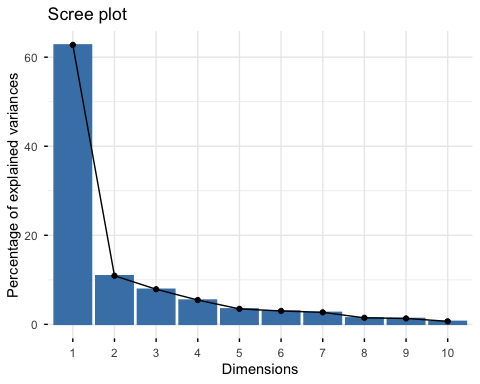 Scree plot
Percentage of explained variances
60
40
20
0
1 2 3 4 5 6 7 8 9 10
Dimensions